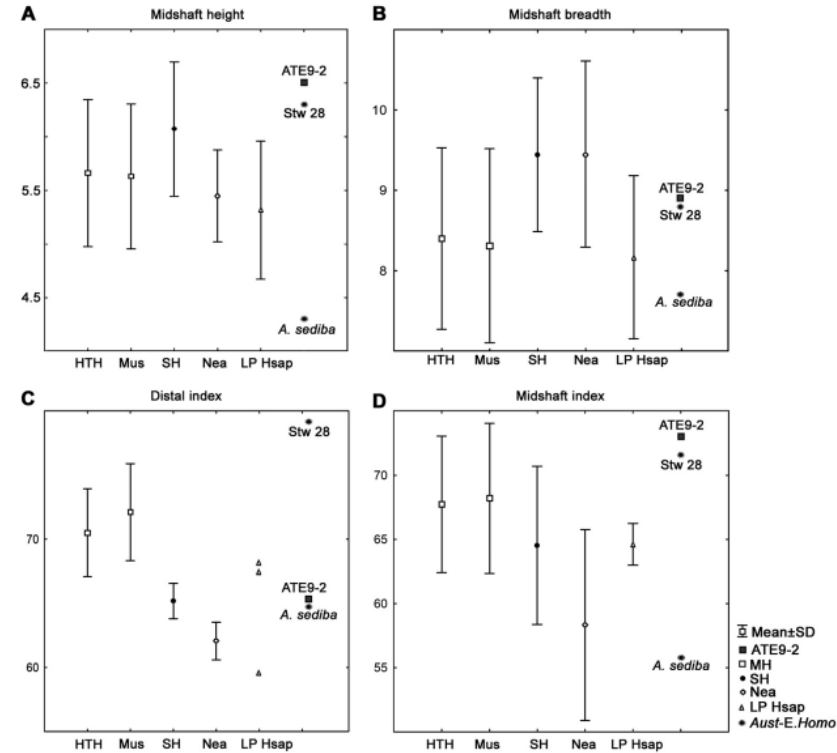 A
Midshaft height
6.5
5.5
4.5
ATE9-2
Stw 28
A. sediba
HTH Mus SH Nea LP Hsap
B
Midshaft breadth
10
9
8
ATE9-2
Stw 28
A. sediba
HTH Mus SH Nea LP Hsap
C
Distal index
70
60
Stw 28
ATE9-2
A. sediba
HTH Mus SH Nea LP Hsap
D
Midshaft index
70
65
60
55
ATE9-2
Stw 28
A. sediba
HTH Mus SH Nea LP Hsap
Mean±SD
ATE9-2
MH
SH
Nea
LP Hsap
Aust-E.Homo